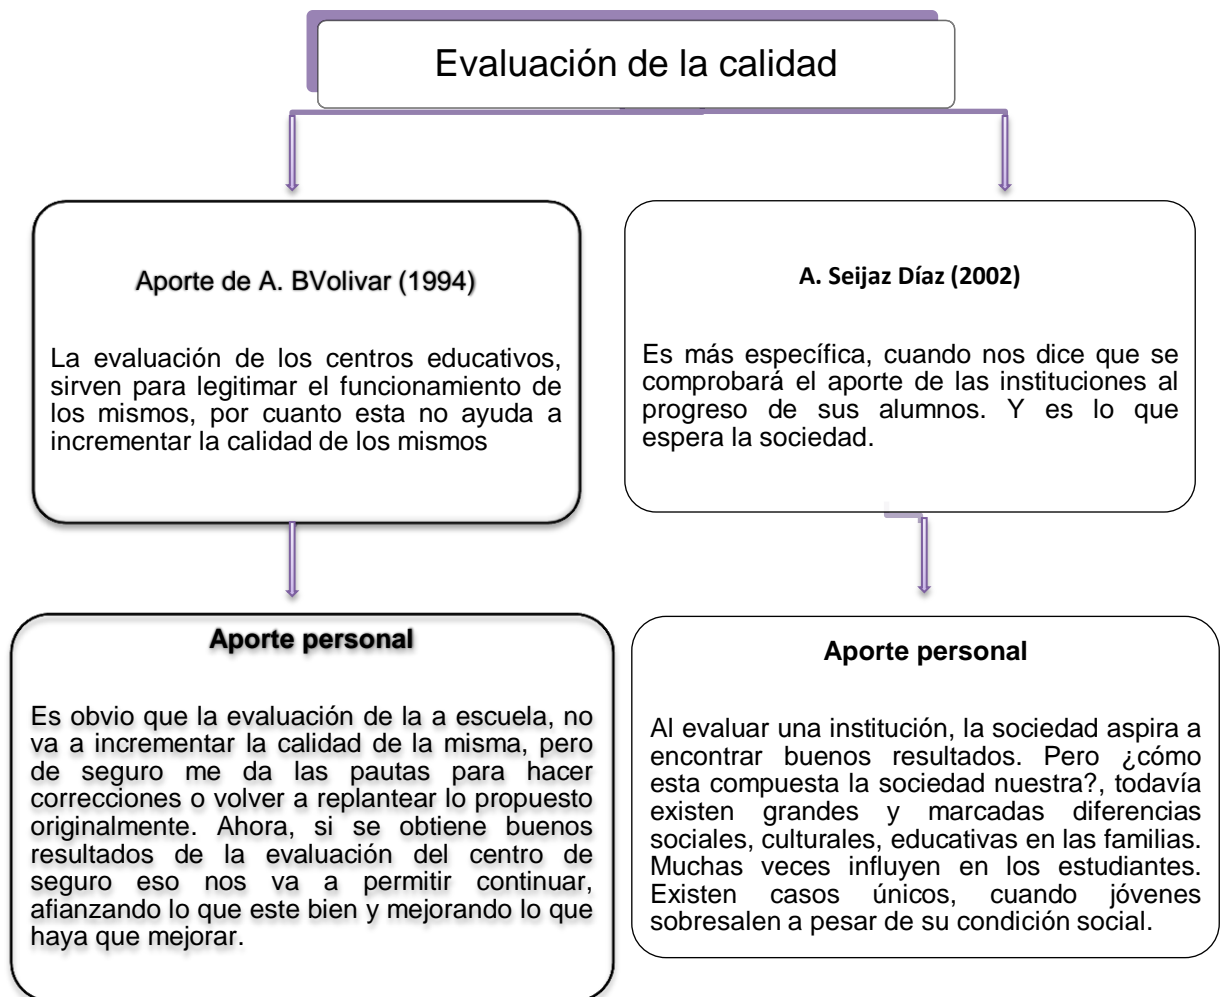 Evaluación de la calidad
Aporte de A. BVolivar (1994)
La evaluación de los centros educativos,
sirven para legitimar el funcionamiento de
los mismos, por cuanto esta no ayuda a
incrementar la calidad de los mismos
A. Seijaz Díaz (2002)
Es más específica, cuando nos dice que se
comprobará el aporte de las instituciones al
progreso de sus alumnos. Y es lo que
espera la sociedad.
Aporte personal
Es obvio que la evaluación de la a escuela, no
va a incrementar la calidad de la misma, pero
de seguro me da las pautas para hacer
correcciones o volver a replantear lo propuesto
originalmente. Ahora, si se obtiene buenos
resultados de la evaluación del centro de
seguro eso nos va a permitir continuar,
afianzando lo que este bien y mejorando lo que
haya que mejorar.
Aporte personal
Al evaluar una institución, la sociedad aspira a
encontrar buenos resultados. Pero ¿cómo
esta compuesta la sociedad nuestra?, todavía
existen grandes y marcadas diferencias
sociales, culturales, educativas en las familias.
Muchas veces influyen en los estudiantes.
Existen casos únicos, cuando jóvenes
sobresalen a pesar de su condición social.